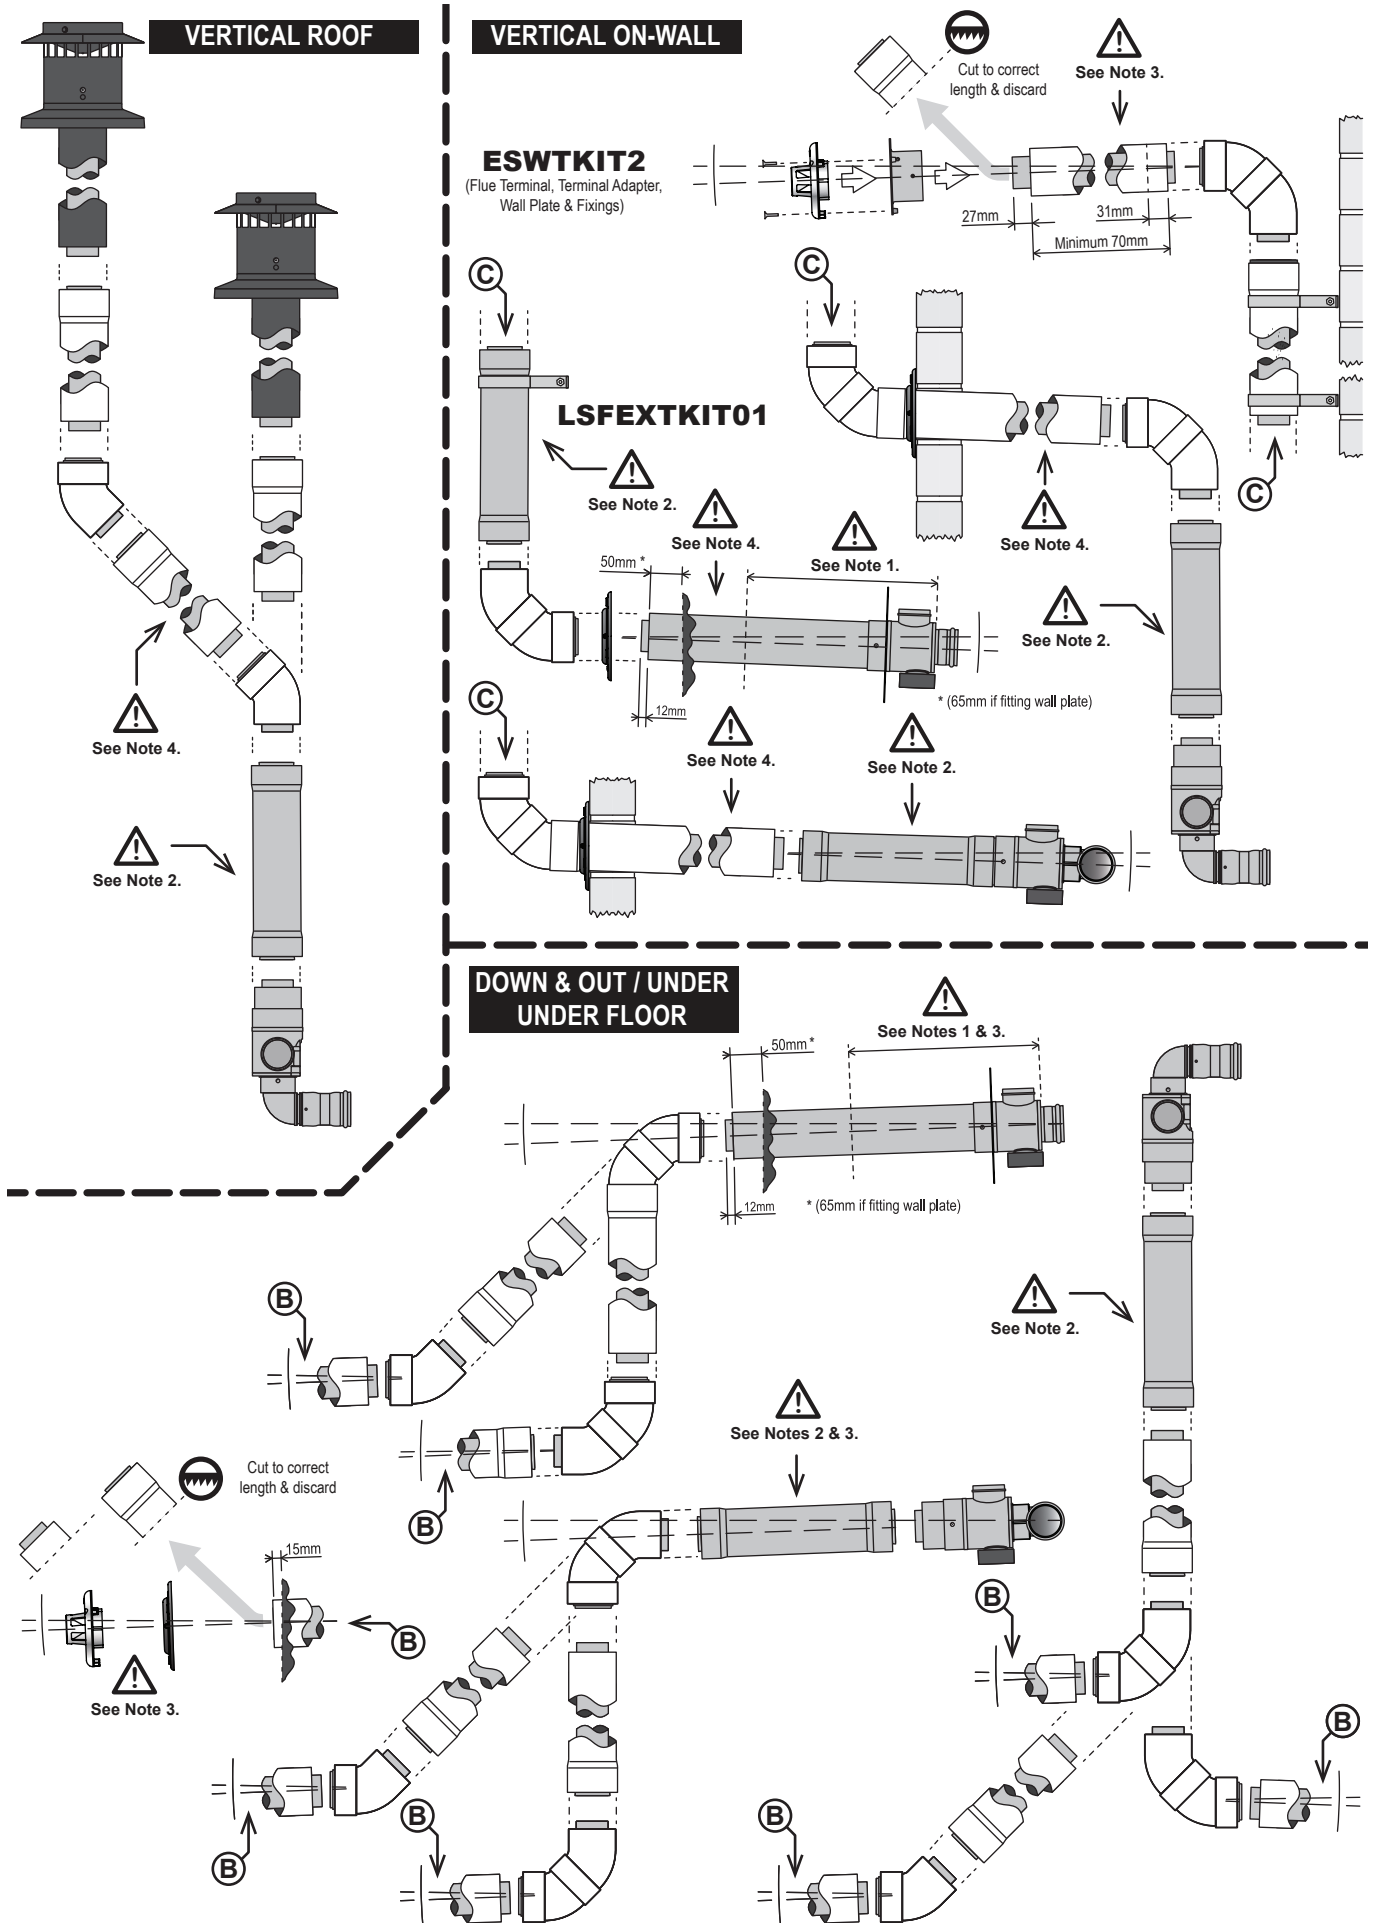 VERTICAL ROOF
See Note 4.
See Note 2.
VERTICAL ON-WALL
Cut to correct
length & discard
See Note 3.
ESWTKIT2
(Flue Terminal, Terminal Adapter,
Wall Plate & Fixings)
27mm
31mm
Minimum 70mm
C
C
LSFEXTKIT01
See Note 2.
See Note 4.
See Note 1.
50mm *
See Note 4.
C
See Note 2.
12mm
* (65mm if fitting wall plate)
C
See Note 4.
See Note 2.
DOWN & OUT / UNDER
UNDER FLOOR
See Notes 1 & 3.
50mm *
12mm
* (65mm if fitting wall plate)
B
See Note 2.
See Notes 2 & 3.
B
Cut to correct
length & discard
15mm
B
See Note 3.
B
B
B
B
B